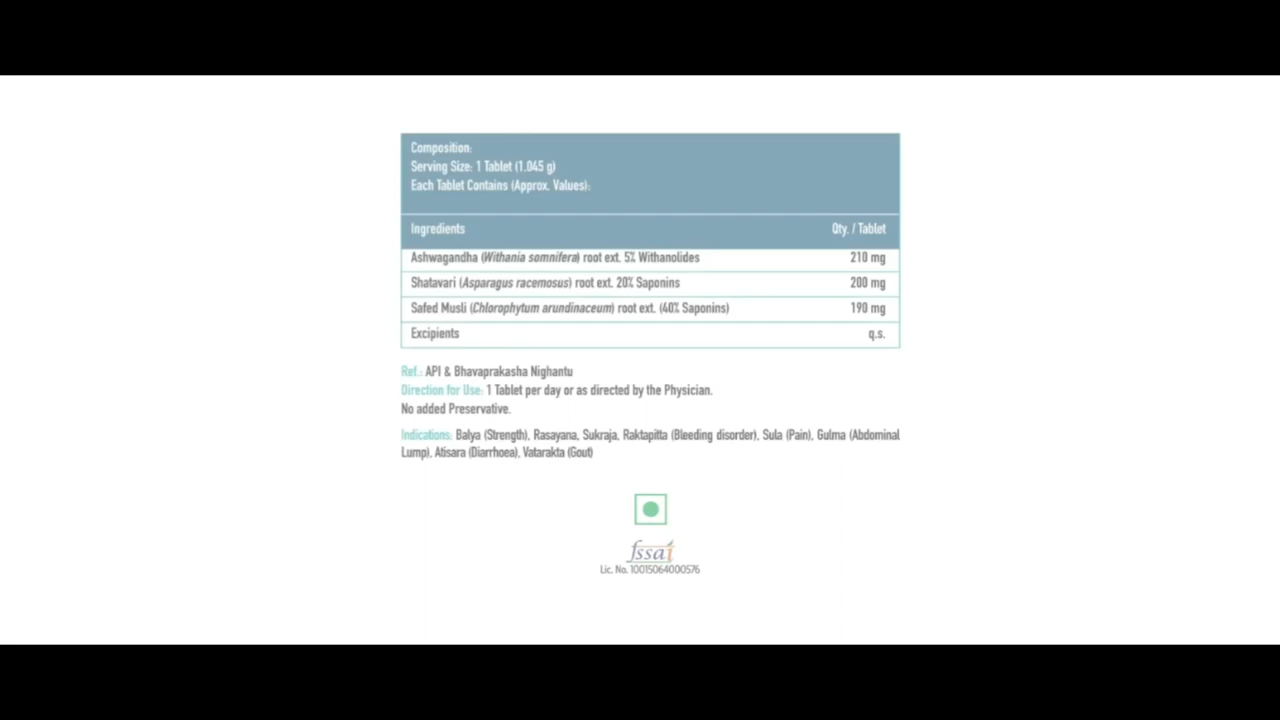 Composition:
Serving Size: 1 Tablet (1.045 g)
Each Tablet Contains (Approx. Values):
Ingredients Qty. / Tablet
Ashwagandha (Withania somnifera) root ext. 5% Withanolides 210 mg
Shatavari (Asparagus racemosus) root ext. 20% Saponins 200 mg
Safed Musli (Chlorophytum arundinaceum) root ext. (40% Saponins) 190 mg
Excipients q.s.
Ref.: API & Bhavaprakasha Nighantu
Direction for Use: 1 Tablet per day or as directed by the Physician.
No added Preservative.
Indications: Balya (Strength), Rasayana, Sukraja, Raktapitta (Bleeding disorder), Sula (Pain), Gulma (Abdominal
Lump), Atisara (Diarrhoea), Vatarakta (Gout)
fssai
Lic. No. 10015064000576